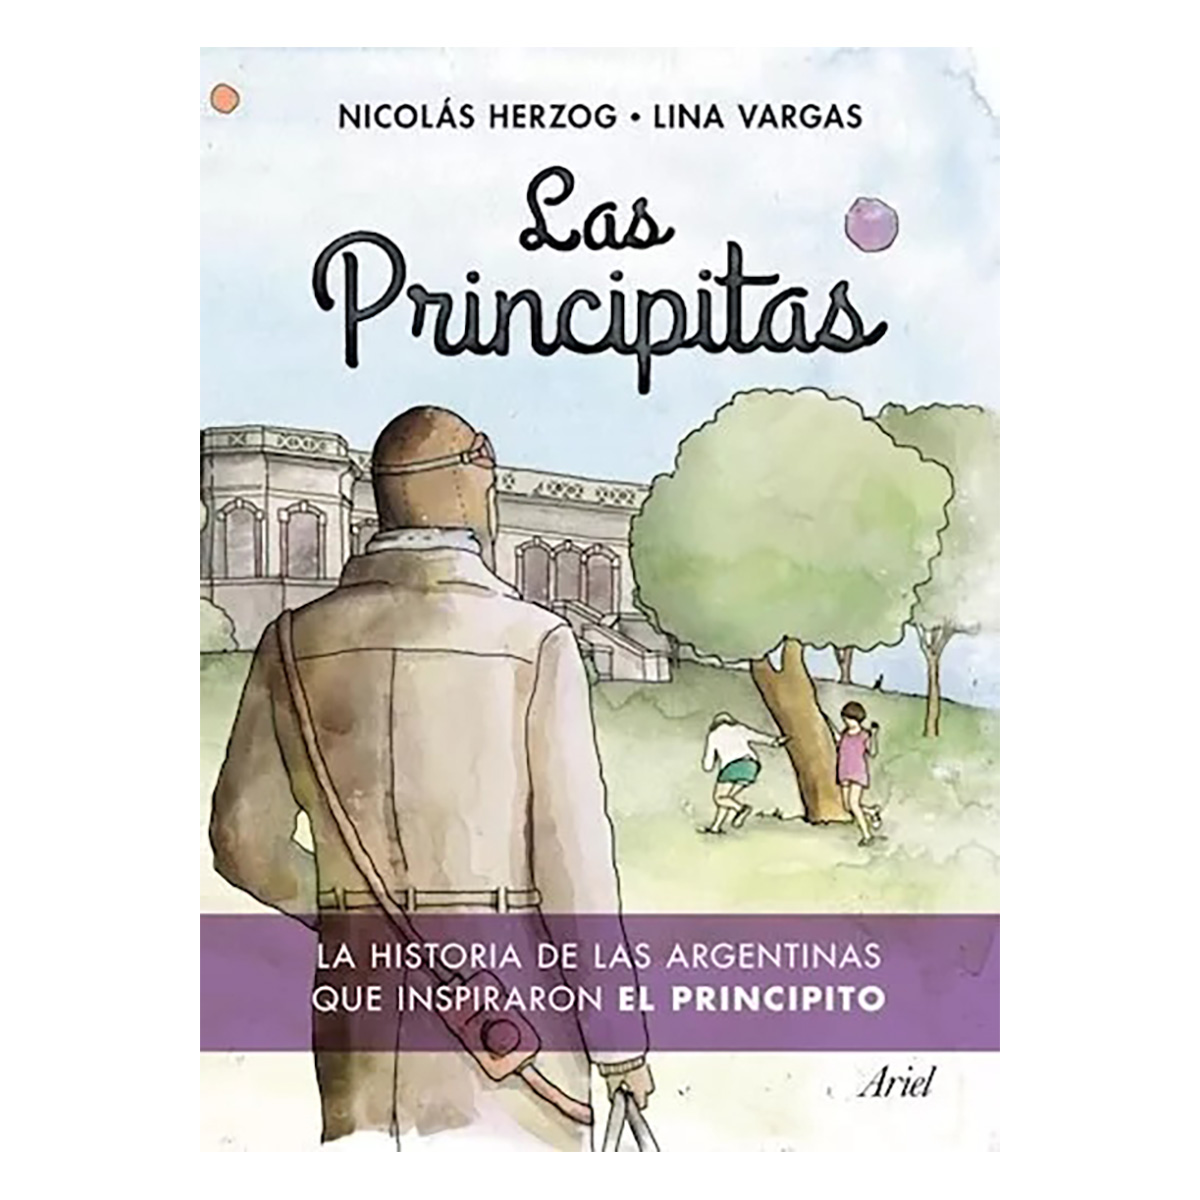 NICOLÁS HERZOG • LINA VARGAS
Las
Principitas
LA HISTORIA DE LAS ARGENTINAS
QUE INSPIRARON EL PRINCIPITO
Ariel